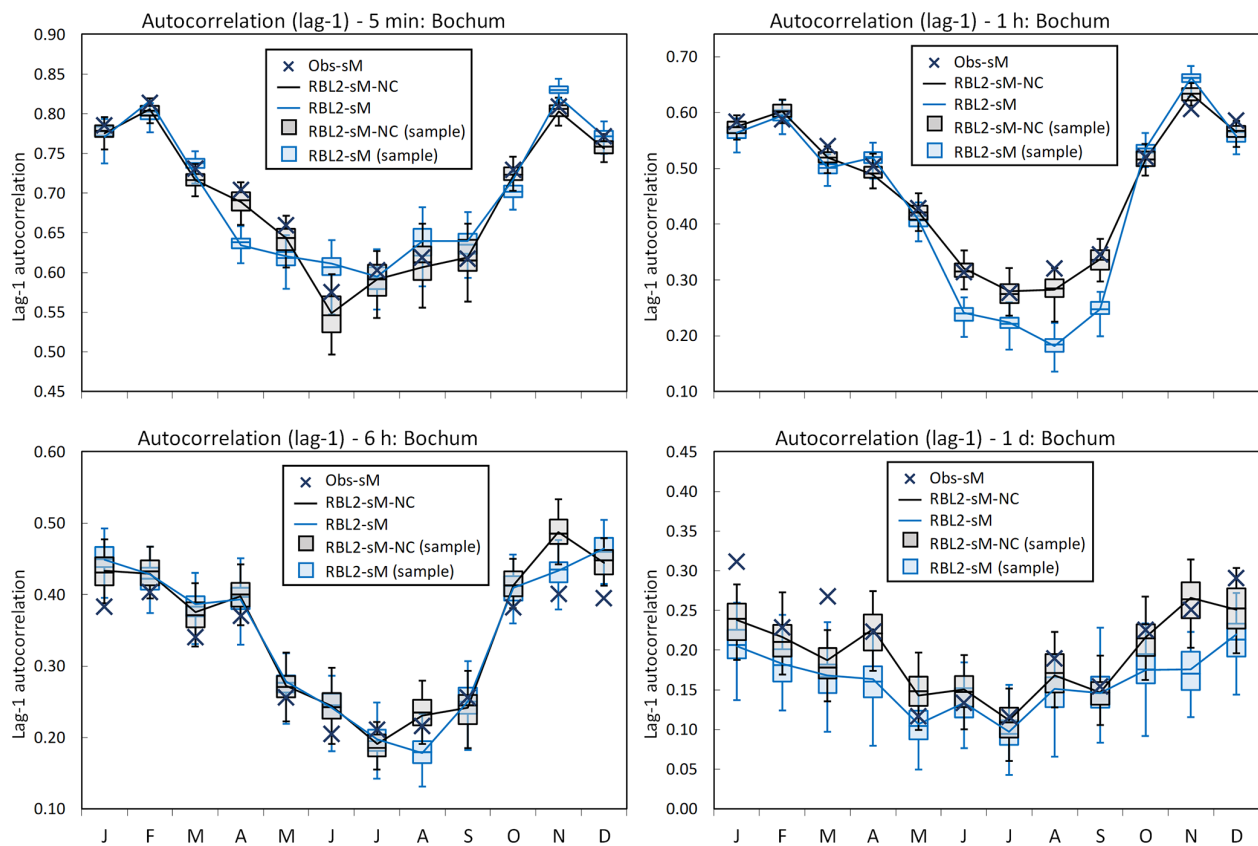 Autocorrelation (lag-1) - 5 min: Bochum
Lag-1 autocorrelation
0.90
0.85
0.80
0.75
0.70
0.65
0.60
0.55
0.50
0.45
Obs-sM
RBL2-sM-NC
RBL2-sM
RBL2-sM-NC (sample)
RBL2-sM (sample)
Autocorrelation (lag-1) - 1 h: Bochum
Lag-1 autocorrelation
0.70
0.60
0.50
0.40
0.30
0.20
0.10
Obs-sM
RBL2-sM-NC
RBL2-sM
RBL2-sM-NC (sample)
RBL2-sM (sample)
Autocorrelation (lag-1) - 6 h: Bochum
Lag-1 autocorrelation
0.60
0.50
0.40
0.30
0.20
0.10
Obs-sM
RBL2-sM-NC
RBL2-sM
RBL2-sM-NC (sample)
RBL2-sM (sample)
J F M A M J J A S O N D
Autocorrelation (lag-1) - 1 d: Bochum
Lag-1 autocorrelation
0.45
0.40
0.35
0.30
0.25
0.20
0.15
0.10
0.05
0.00
Obs-sM
RBL2-sM-NC
RBL2-sM
RBL2-sM-NC (sample)
RBL2-sM (sample)
J F M A M J J A S O N D